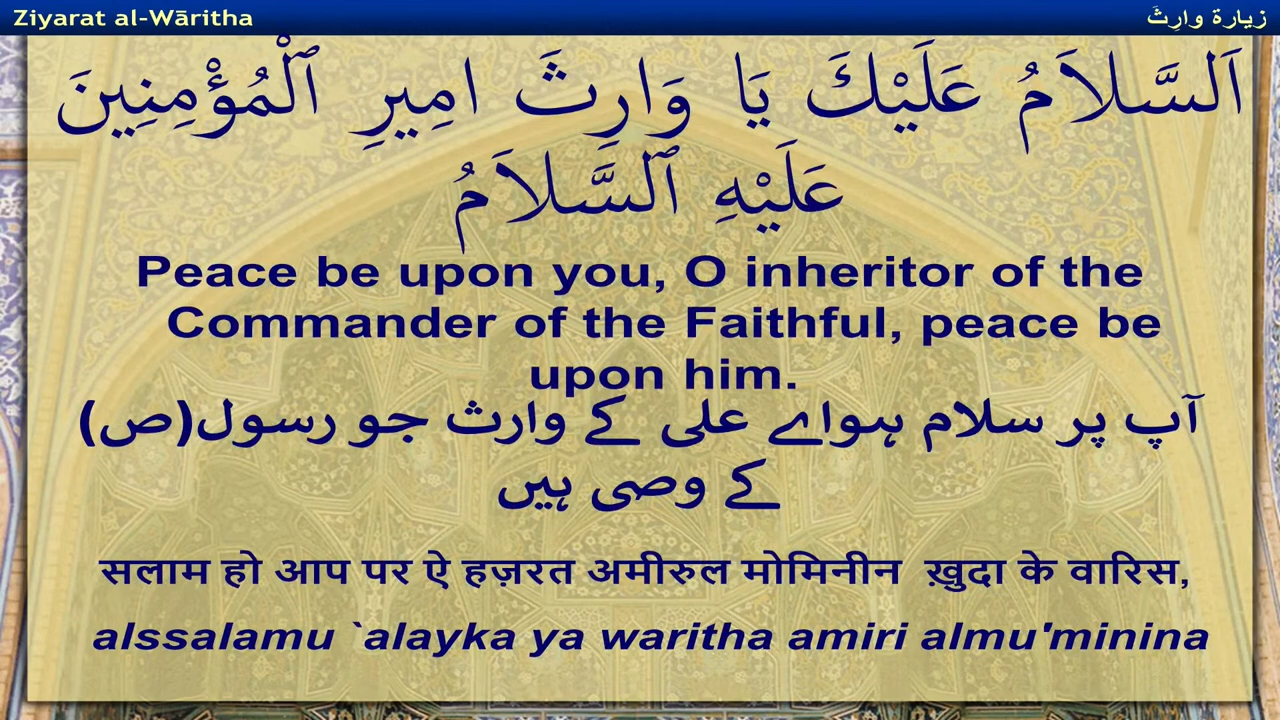 Ziyarat al-Wāritha
زيارة وارِثَ
اَلسَّلاَمُ عَلَيْكَ يَا وَارِثَ امِيرِ ٱلْمُؤْمِنِينَ
عَلَيْهِ ٱلسَّلاَمُ
Peace be upon you, O inheritor of the
Commander of the Faithful, peace be
upon him.
آپ پر سلام ہواے علی کے وارث جو رسول(ص)
کے وصی ہیں
सलाम हो आप पर ऐ हज़रत अमीरुल मोमिनीन ख़ुदा के वारिस,
alssalamu `alayka ya waritha amiri almu'minina